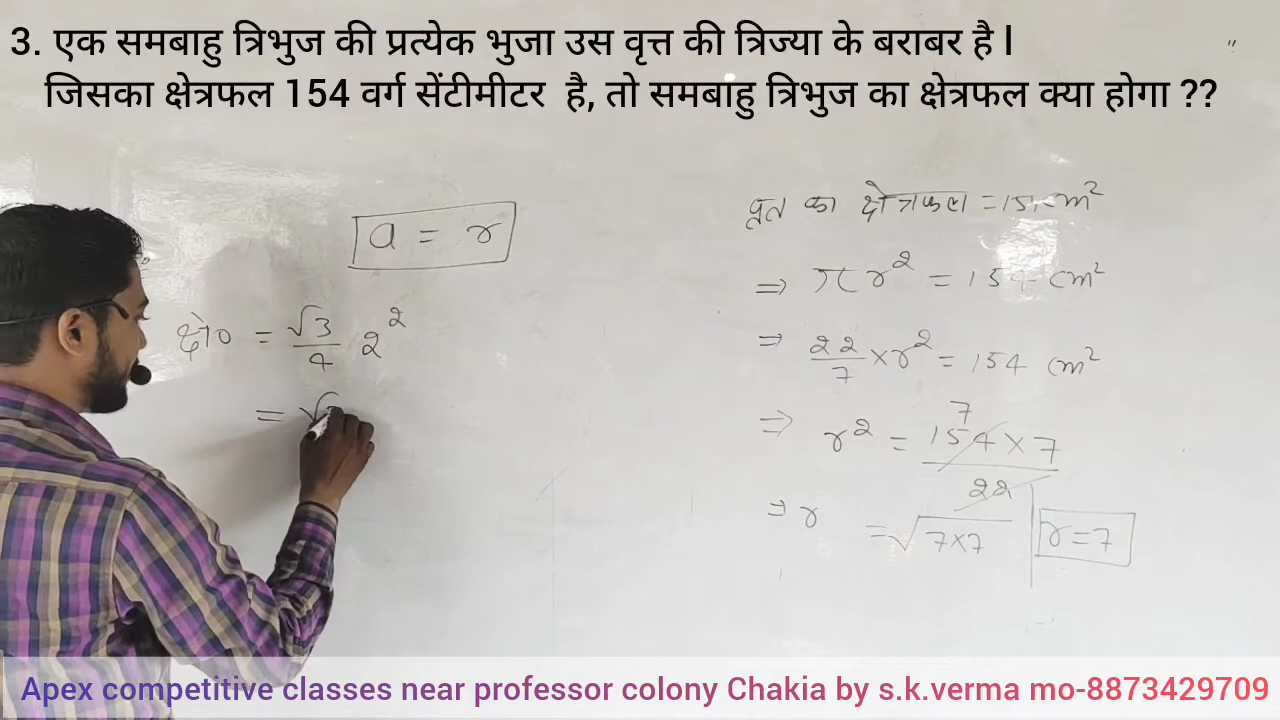 3. एक समबाहु त्रिभुज की प्रत्येक भुजा उस वृत्त की त्रिज्या के बराबर है l
जिसका क्षेत्रफल 154 वर्ग सेंटीमीटर है, तो समबाहु त्रिभुज का क्षेत्रफल क्या होगा ??
a = r
क्षे० = √3/4 a²
= √3
वृत का क्षेत्रफल = 154 cm²
⇒ πr² = 154 cm²
⇒ 22/7 × r² = 154 cm²
7
⇒ r² = 154 × 7 / 22
⇒ r = √7×7 | r = 7
Apex competitive classes near professor colony Chakia by s.k.verma mo-8873429709